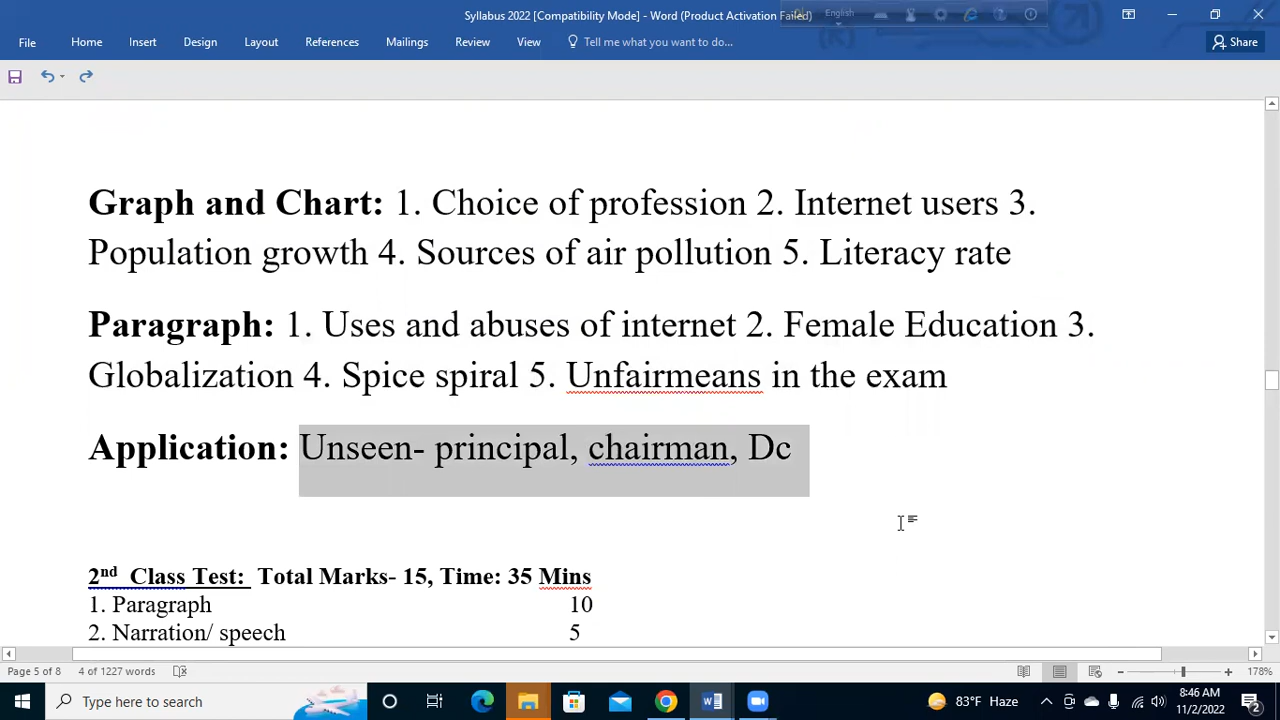 Syllabus 2022 [Compatibility Mode] - Word (Product Activation Failed)
English
File Home Insert Design Layout References Mailings Review View Tell me what you want to do... Share
Graph and Chart: 1. Choice of profession 2. Internet users 3.
Population growth 4. Sources of air pollution 5. Literacy rate
Paragraph: 1. Uses and abuses of internet 2. Female Education 3.
Globalization 4. Spice spiral 5. Unfairmeans in the exam
Application: Unseen- principal, chairman, Dc
2nd Class Test: Total Marks- 15, Time: 35 Mins
1. Paragraph 10
2. Narration/ speech 5
Page 5 of 8 4 of 1227 words 178%
Type here to search 83°F Haze 8:46 AM
11/2/2022 2